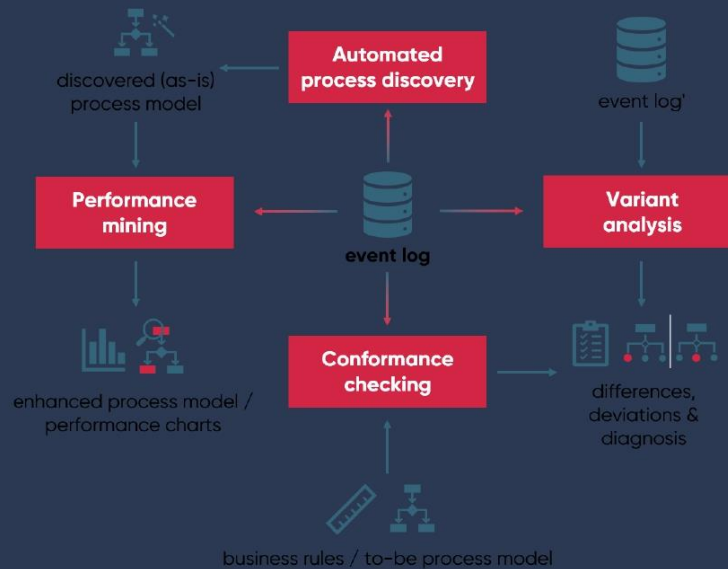 Automated
process discovery
discovered (as-is)
process model
event log'
Performance
mining
event log
Variant
analysis
Conformance
checking
enhanced process model /
performance charts
differences,
deviations &
diagnosis
business rules / to-be process model